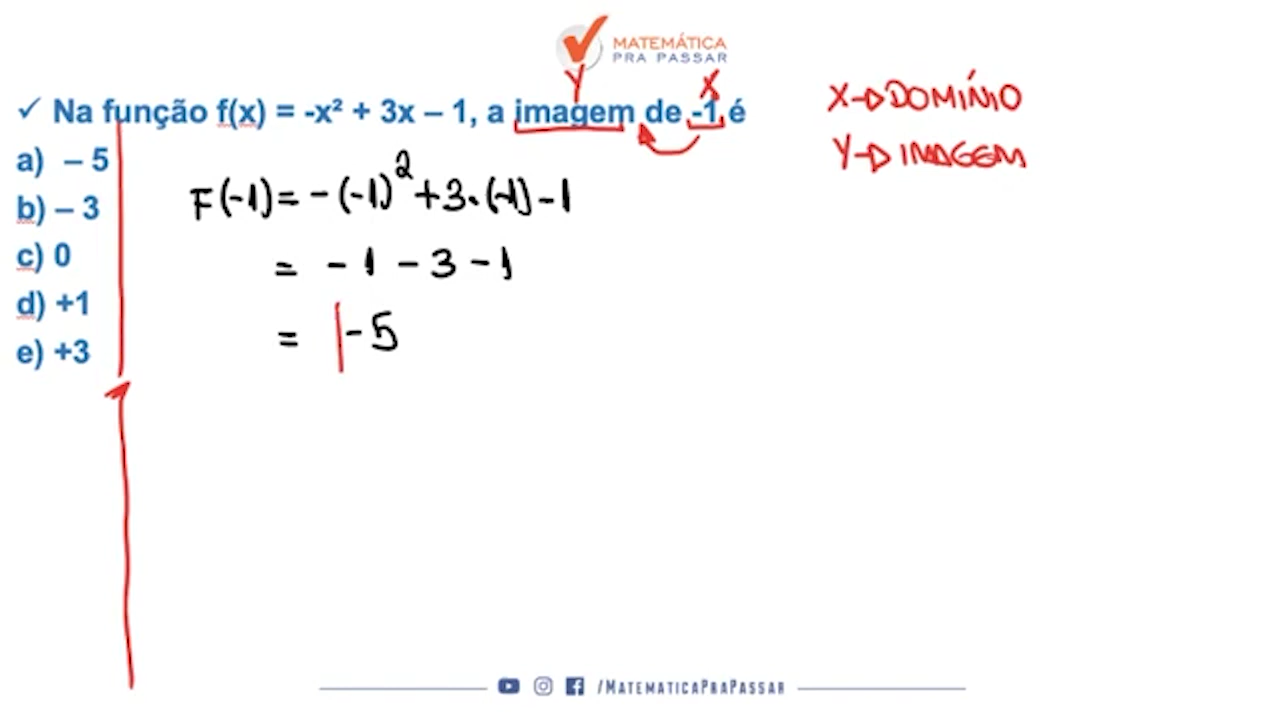 MATEMÁTICA
PRA PASSAR
Y
X
✓ Na função f(x) = -x² + 3x – 1, a imagem de -1 é
X→DOMÍNIO
Y→IMAGEM
a) – 5
b) – 3
c) 0
d) +1
e) +3
F(-1) = -(-1)² + 3·(-1) - 1
= -1 - 3 - 1
= -5
/MATEMATICAPRAPASSAR